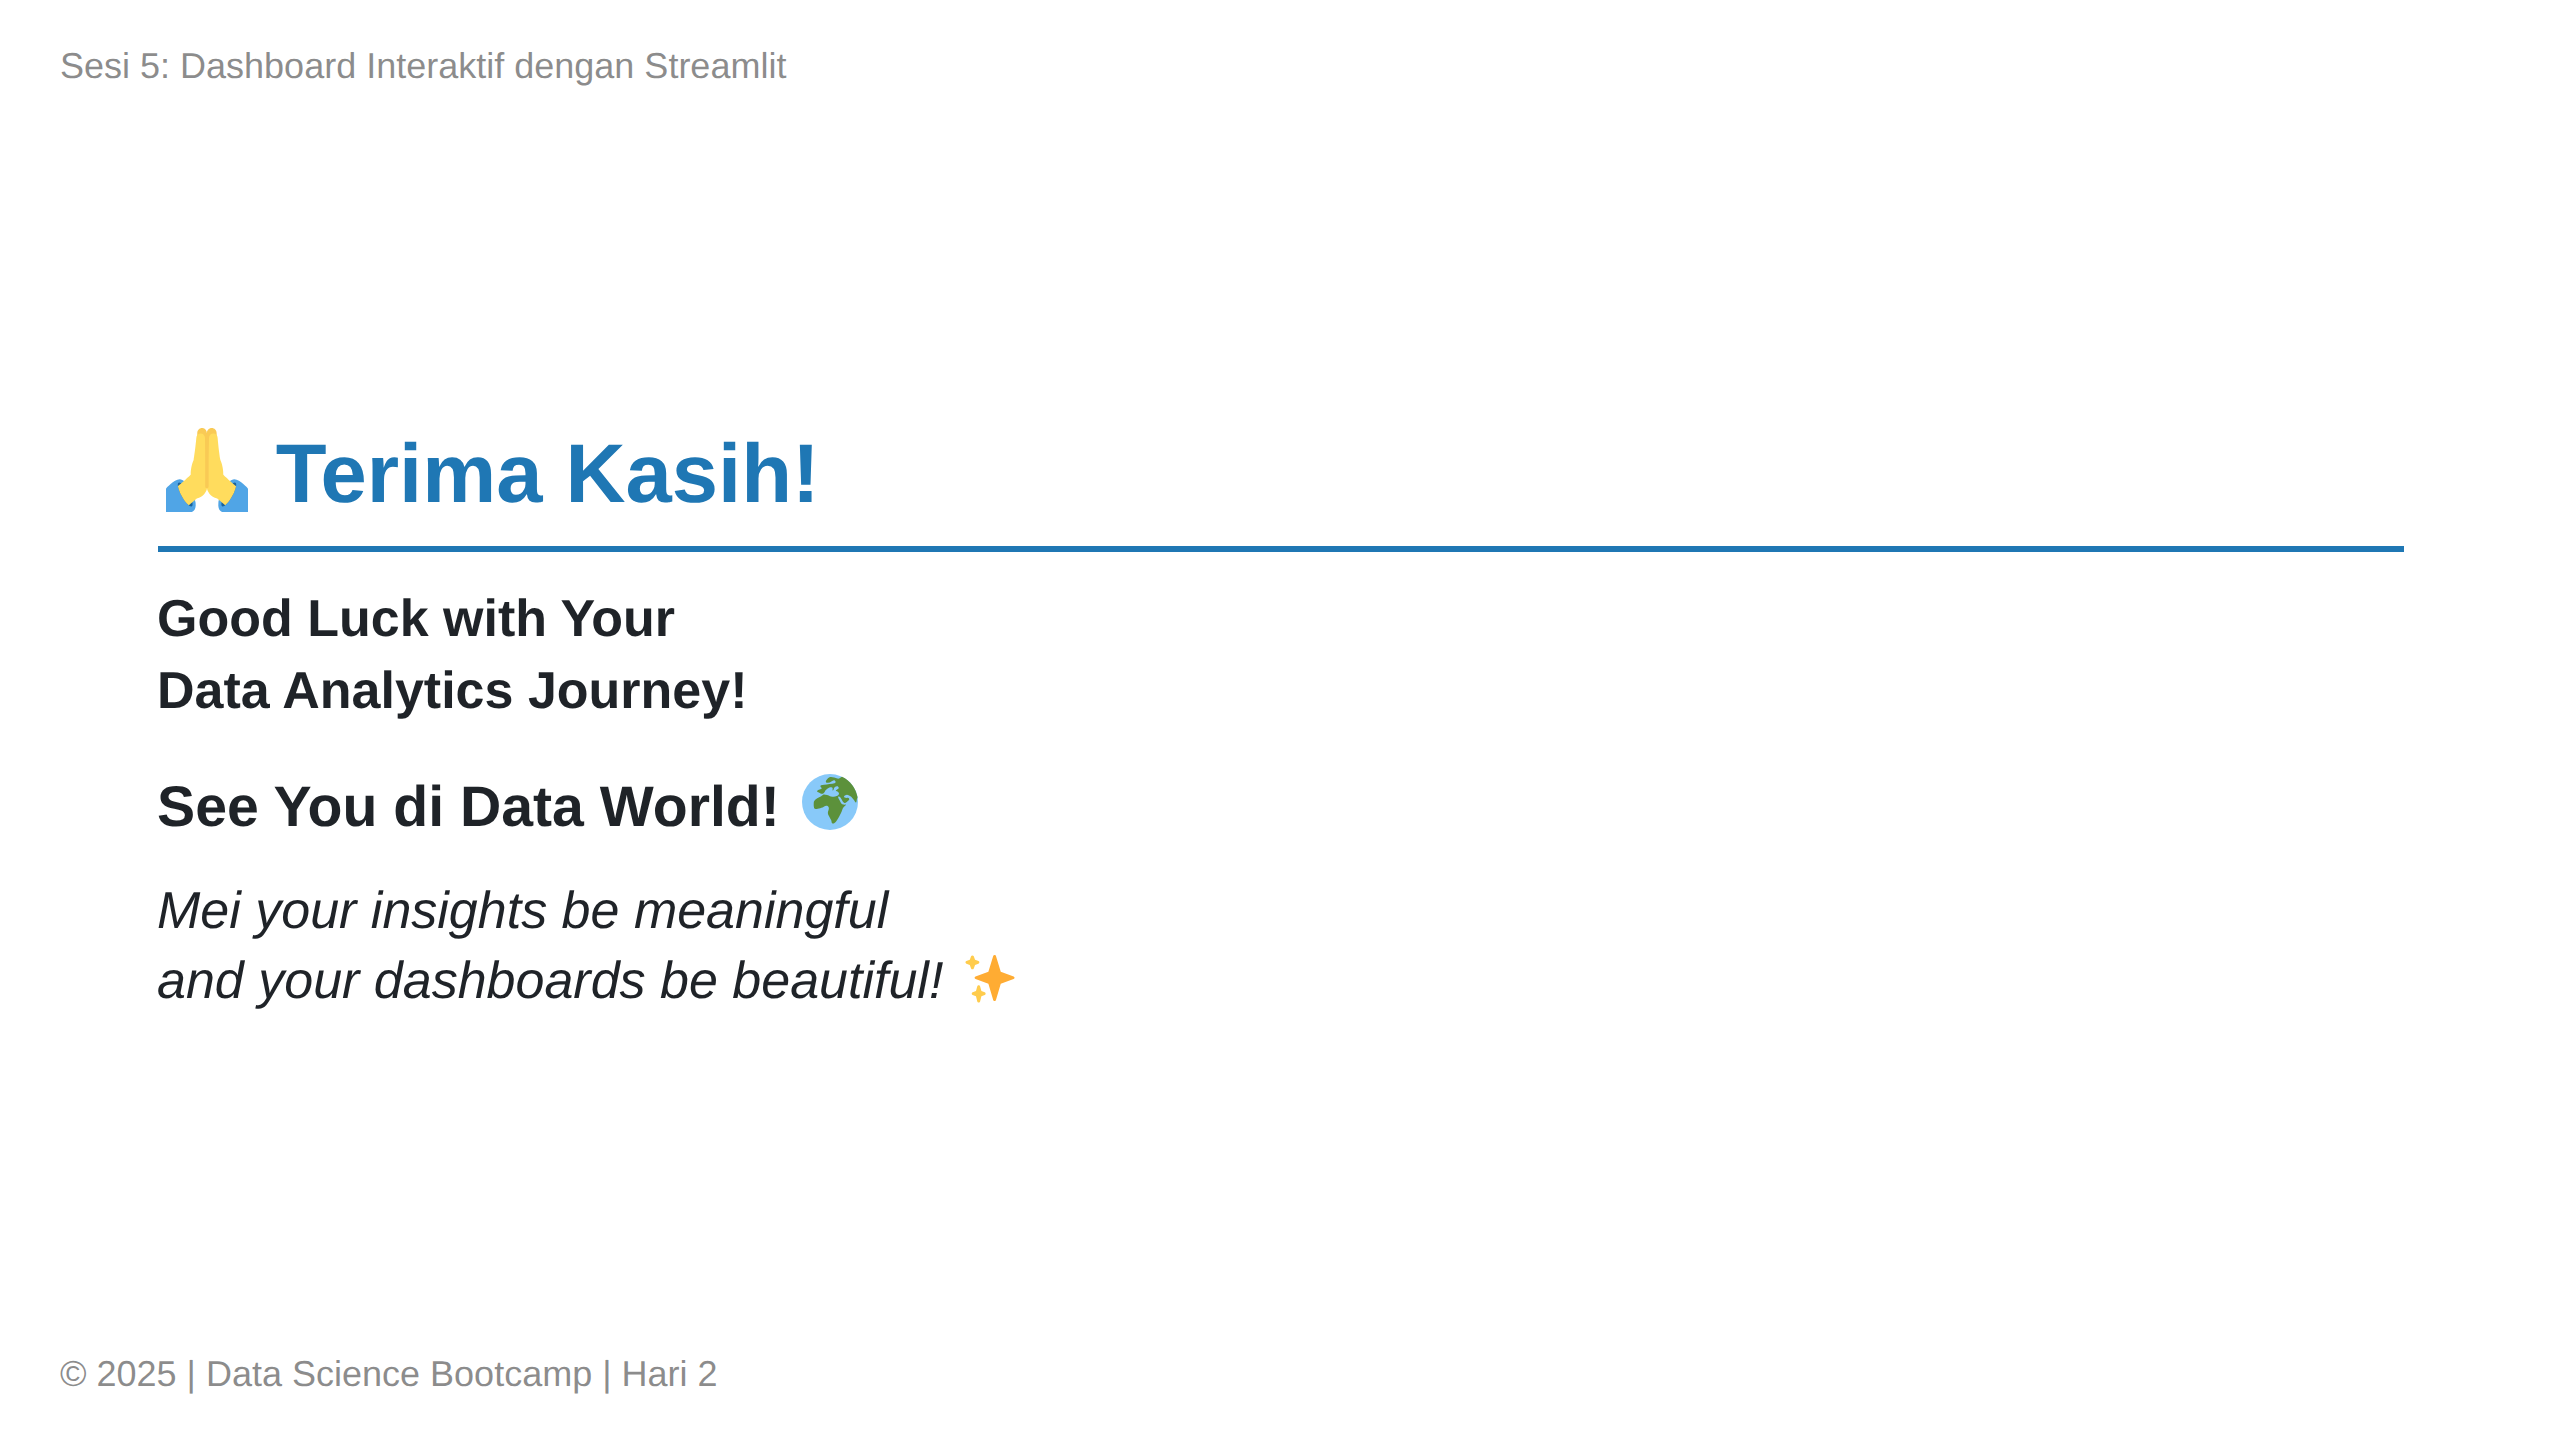 Sesi 5: Dashboard Interaktif dengan Streamlit
🙏 Terima Kasih!
Good Luck with Your
Data Analytics Journey!
See You di Data World! 🌍
Mei your insights be meaningful
and your dashboards be beautiful! ✨
© 2025 | Data Science Bootcamp | Hari 2